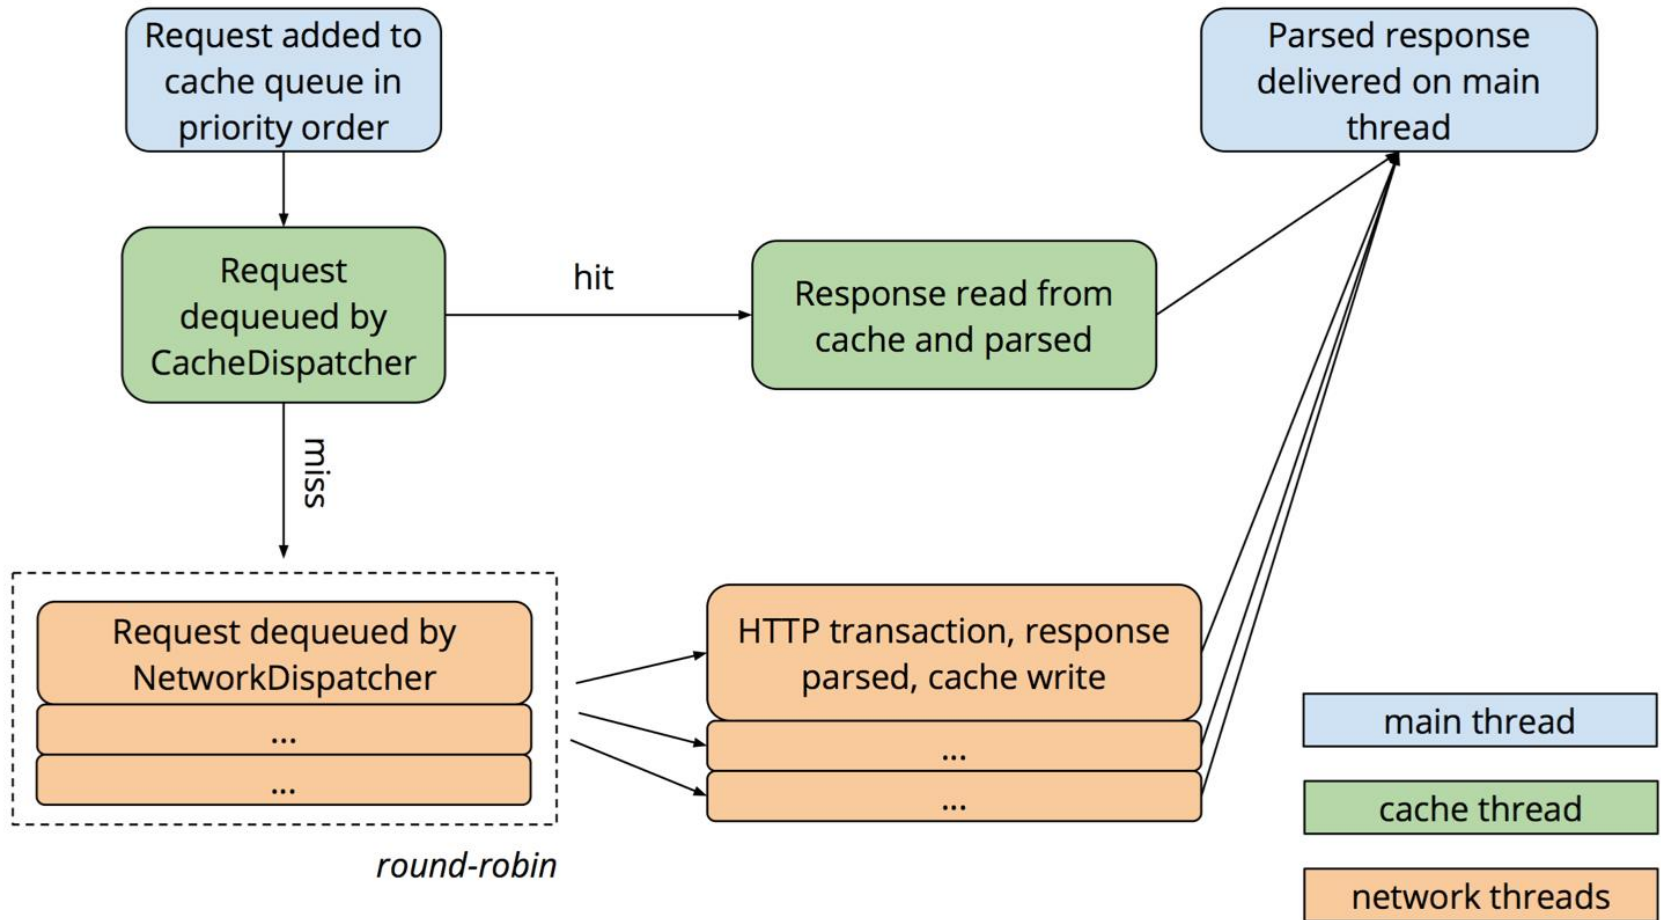 Request added to
cache queue in
priority order
Parsed response
delivered on main
thread
Request
dequeued by
CacheDispatcher
hit
Response read from
cache and parsed
miss
Request dequeued by
NetworkDispatcher
...
...
HTTP transaction, response
parsed, cache write
...
...
round-robin
main thread
cache thread
network threads